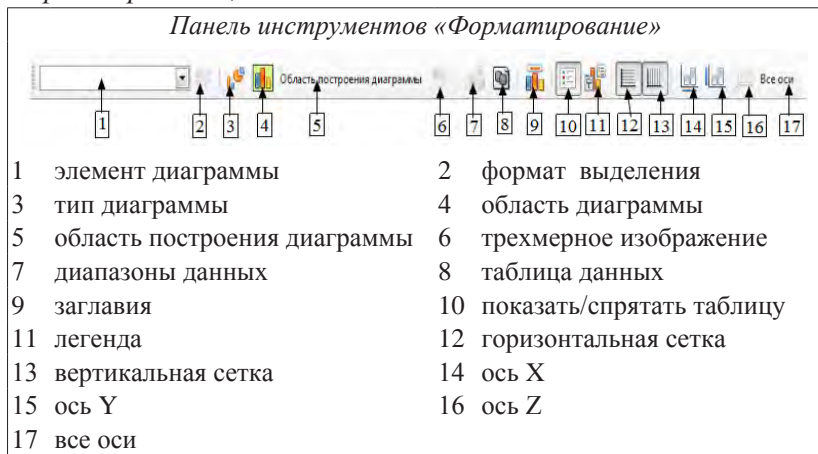 Панель инструментов «Форматирование»
Область построения диаграммы Все оси
1 2 3 4 5 6 7 8 9 10 11 12 13 14 15 16 17
1 элемент диаграммы 2 формат выделения
3 тип диаграммы 4 область диаграммы
5 область построения диаграммы 6 трехмерное изображение
7 диапазоны данных 8 таблица данных
9 заглавия 10 показать/спрятать таблицу
11 легенда 12 горизонтальная сетка
13 вертикальная сетка 14 ось X
15 ось Y 16 ось Z
17 все оси